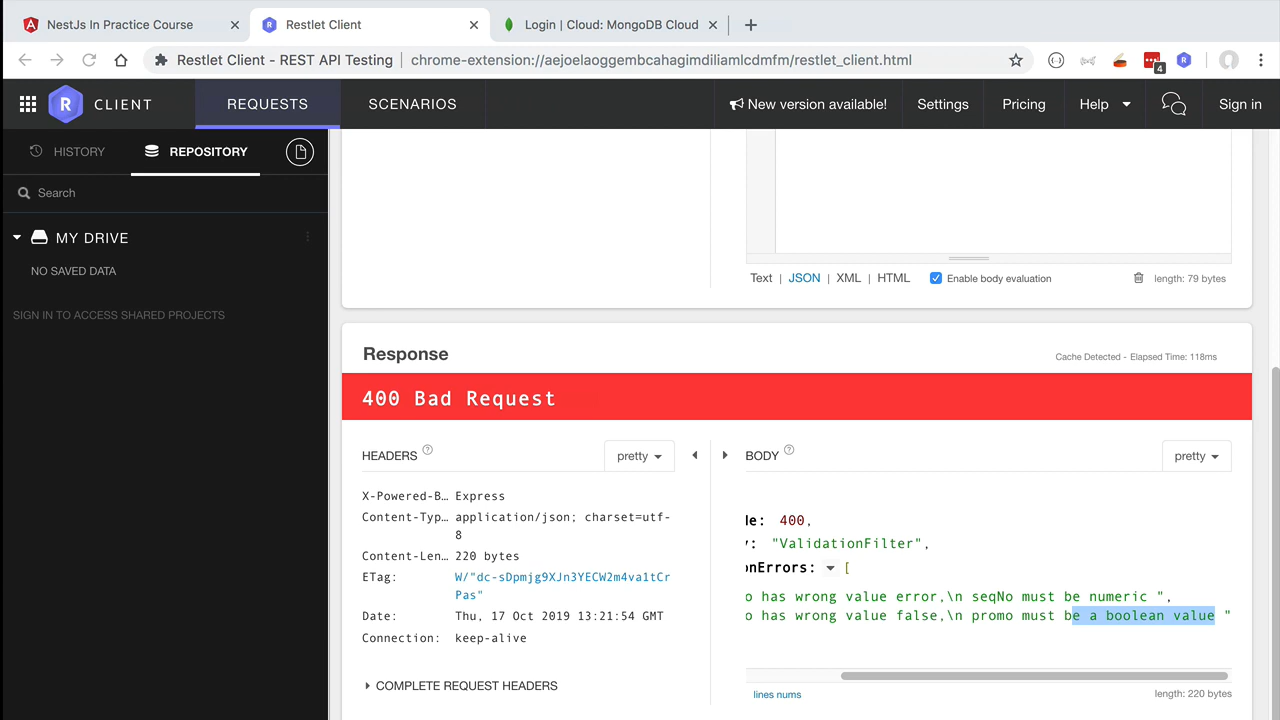 NestJs In Practice Course
Restlet Client
Login | Cloud: MongoDB Cloud
Restlet Client - REST API Testing
chrome-extension://aejoelaoggembcahagimdiliamlcdmfm/restlet_client.html
4
R
R CLIENT
REQUESTS
SCENARIOS
New version available!
Settings
Pricing
Help
Sign in
HISTORY
REPOSITORY
Search
MY DRIVE
NO SAVED DATA
SIGN IN TO ACCESS SHARED PROJECTS
Text | JSON | XML | HTML
Enable body evaluation
length: 79 bytes
Response
Cache Detected - Elapsed Time: 118ms
400 Bad Request
HEADERS ?
pretty
X-Powered-B… Express
Content-Typ… application/json; charset=utf-
8
Content-Len… 220 bytes
ETag: W/"dc-sDpmjg9XJn3YECW2m4va1tCr
Pas"
Date: Thu, 17 Oct 2019 13:21:54 GMT
Connection: keep-alive
COMPLETE REQUEST HEADERS
BODY ?
pretty
de: 400,
y: "ValidationFilter",
onErrors: [
o has wrong value error,\n seqNo must be numeric ",
o has wrong value false,\n promo must be a boolean value "
lines nums
length: 220 bytes